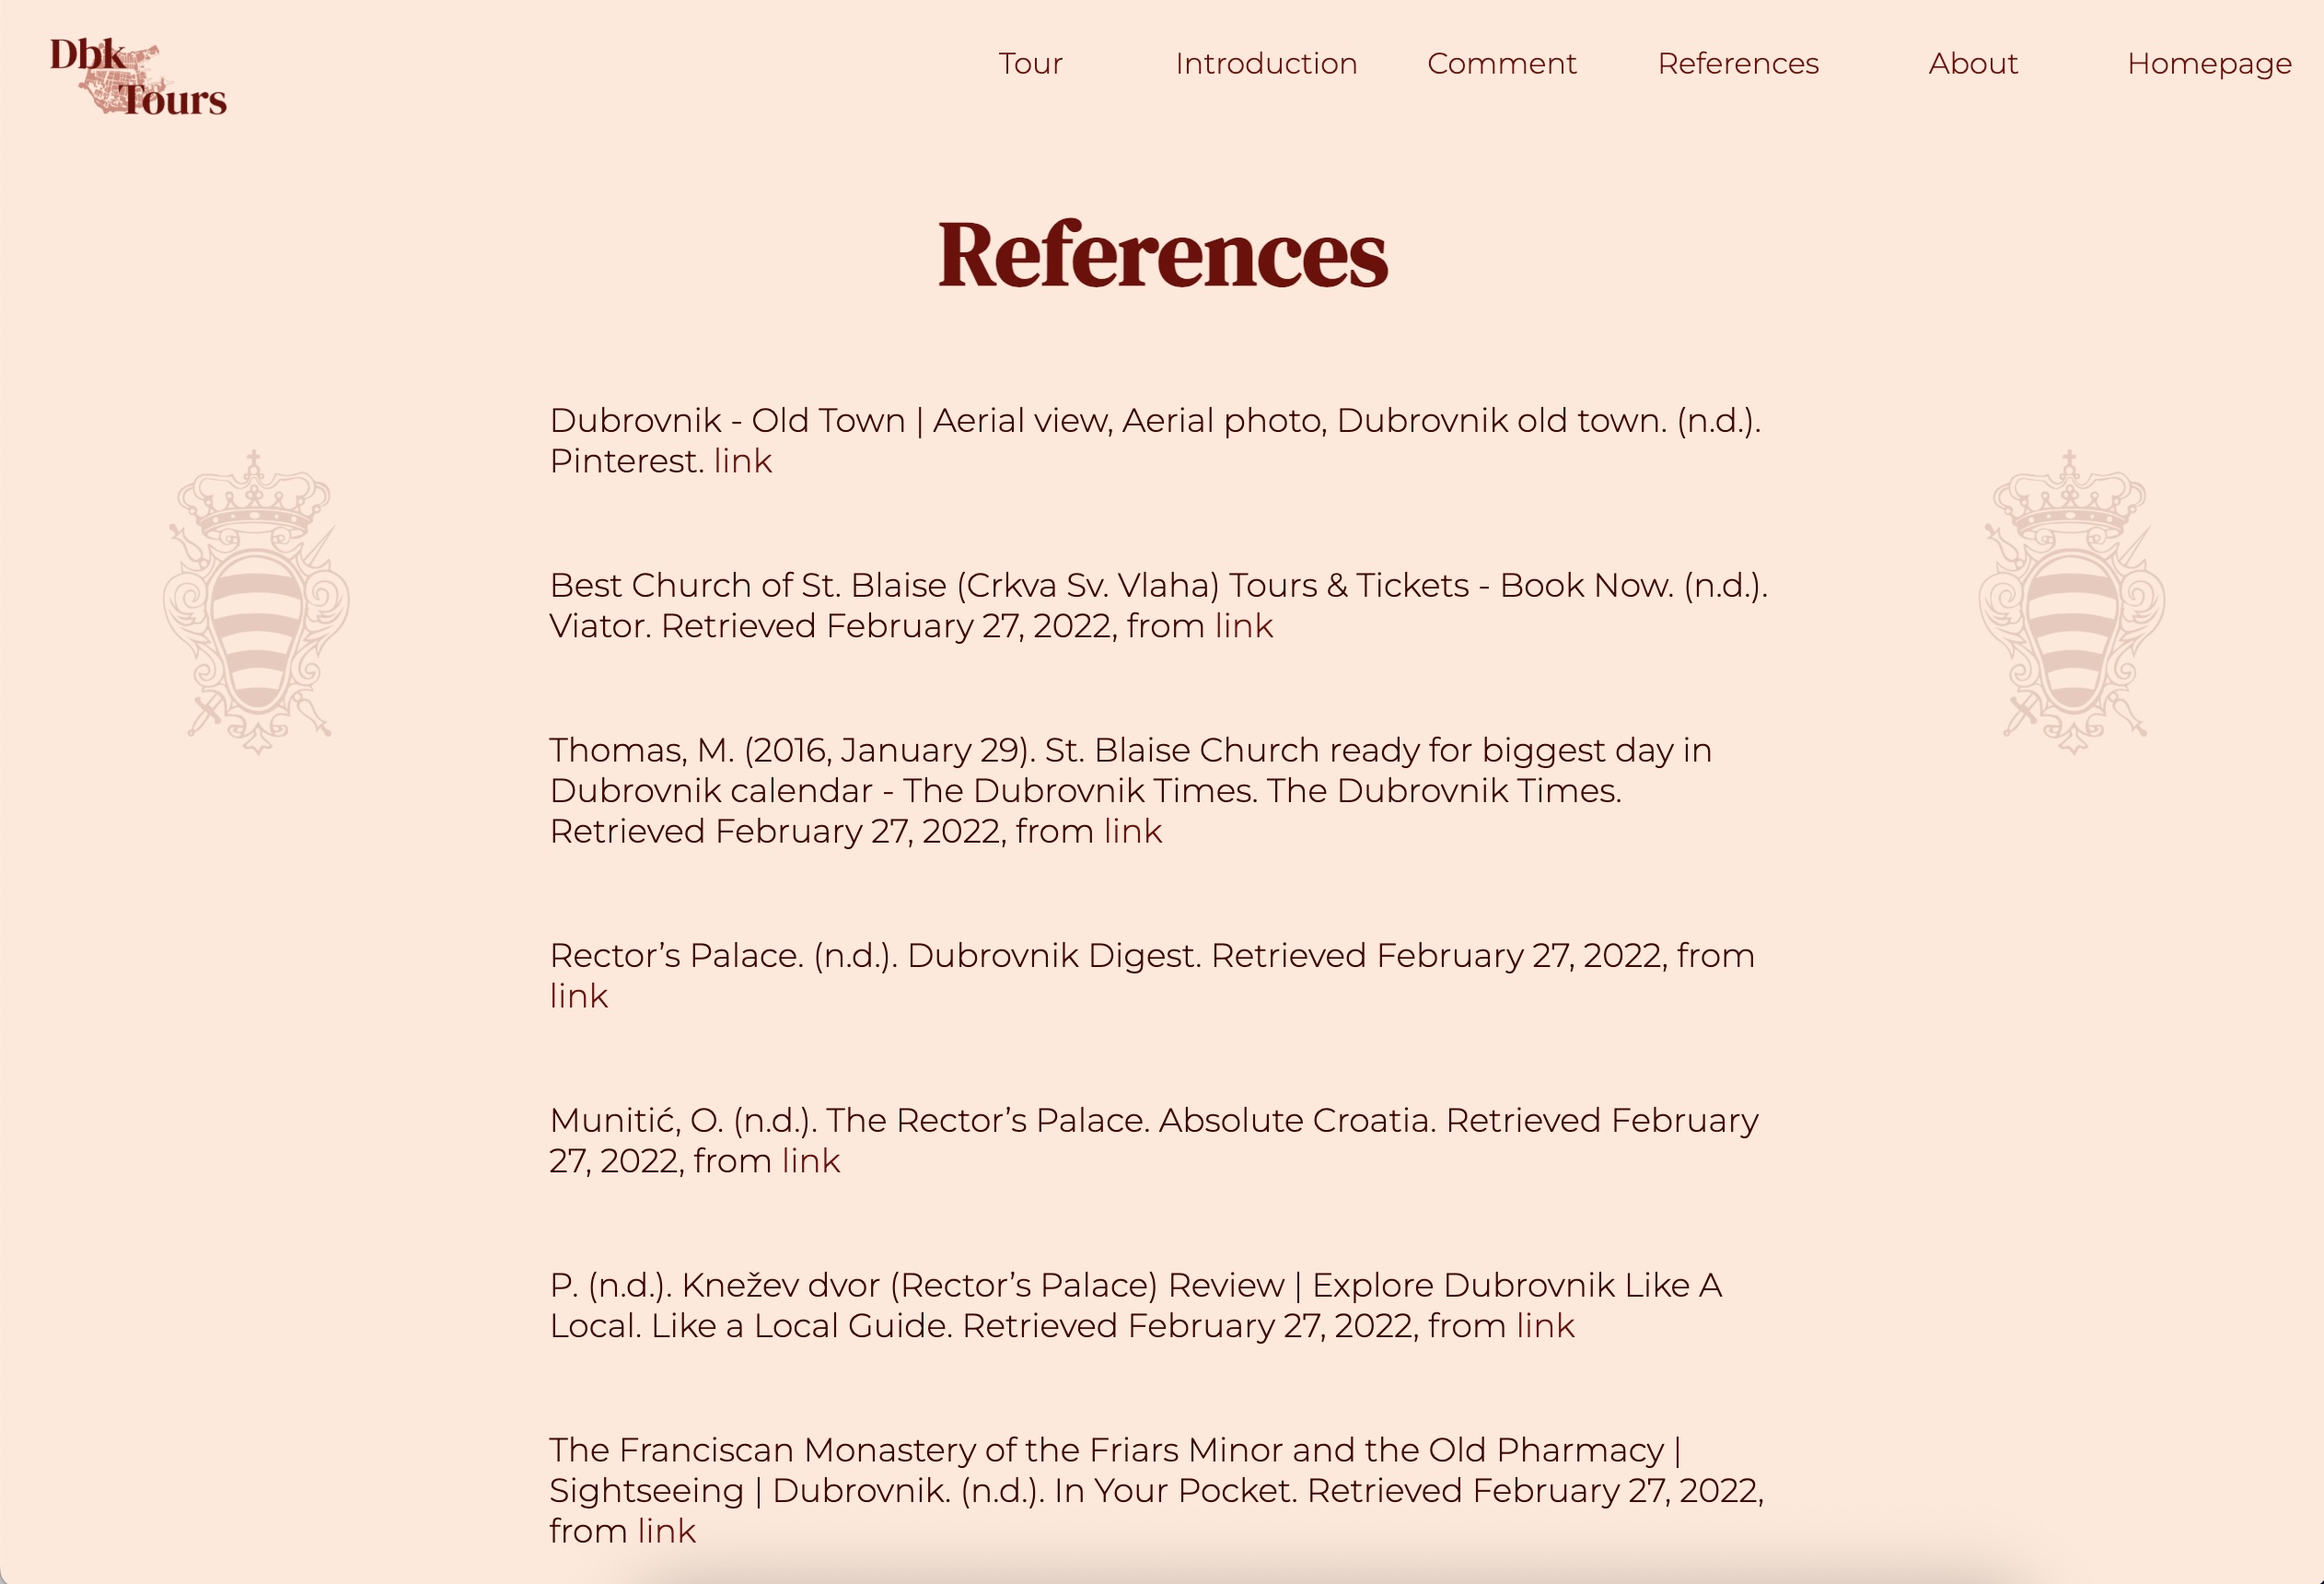 Dbk
Tours
Tour Introduction Comment References About Homepage
References
Dubrovnik - Old Town | Aerial view, Aerial photo, Dubrovnik old town. (n.d.).
Pinterest. link
Best Church of St. Blaise (Crkva Sv. Vlaha) Tours & Tickets - Book Now. (n.d.).
Viator. Retrieved February 27, 2022, from link
Thomas, M. (2016, January 29). St. Blaise Church ready for biggest day in
Dubrovnik calendar - The Dubrovnik Times. The Dubrovnik Times.
Retrieved February 27, 2022, from link
Rector’s Palace. (n.d.). Dubrovnik Digest. Retrieved February 27, 2022, from
link
Munitić, O. (n.d.). The Rector’s Palace. Absolute Croatia. Retrieved February
27, 2022, from link
P. (n.d.). Knežev dvor (Rector’s Palace) Review | Explore Dubrovnik Like A
Local. Like a Local Guide. Retrieved February 27, 2022, from link
The Franciscan Monastery of the Friars Minor and the Old Pharmacy |
Sightseeing | Dubrovnik. (n.d.). In Your Pocket. Retrieved February 27, 2022,
from link